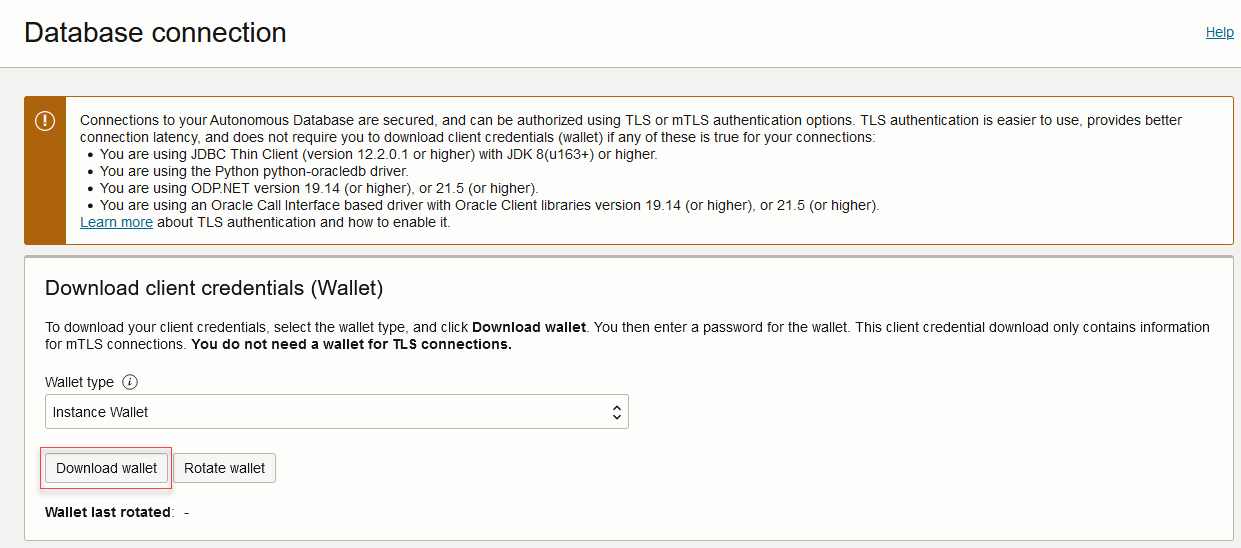 Database connection
Help
Connections to your Autonomous Database are secured, and can be authorized using TLS or mTLS authentication options. TLS authentication is easier to use, provides better
connection latency, and does not require you to download client credentials (wallet) if any of these is true for your connections:
• You are using JDBC Thin Client (version 12.2.0.1 or higher) with JDK 8(u163+) or higher.
• You are using the Python python-oracledb driver.
• You are using ODP.NET version 19.14 (or higher), or 21.5 (or higher).
• You are using an Oracle Call Interface based driver with Oracle Client libraries version 19.14 (or higher), or 21.5 (or higher).
Learn more about TLS authentication and how to enable it.
Download client credentials (Wallet)
To download your client credentials, select the wallet type, and click Download wallet. You then enter a password for the wallet. This client credential download only contains information
for mTLS connections. You do not need a wallet for TLS connections.
Wallet type
Instance Wallet
Download wallet Rotate wallet
Wallet last rotated: -